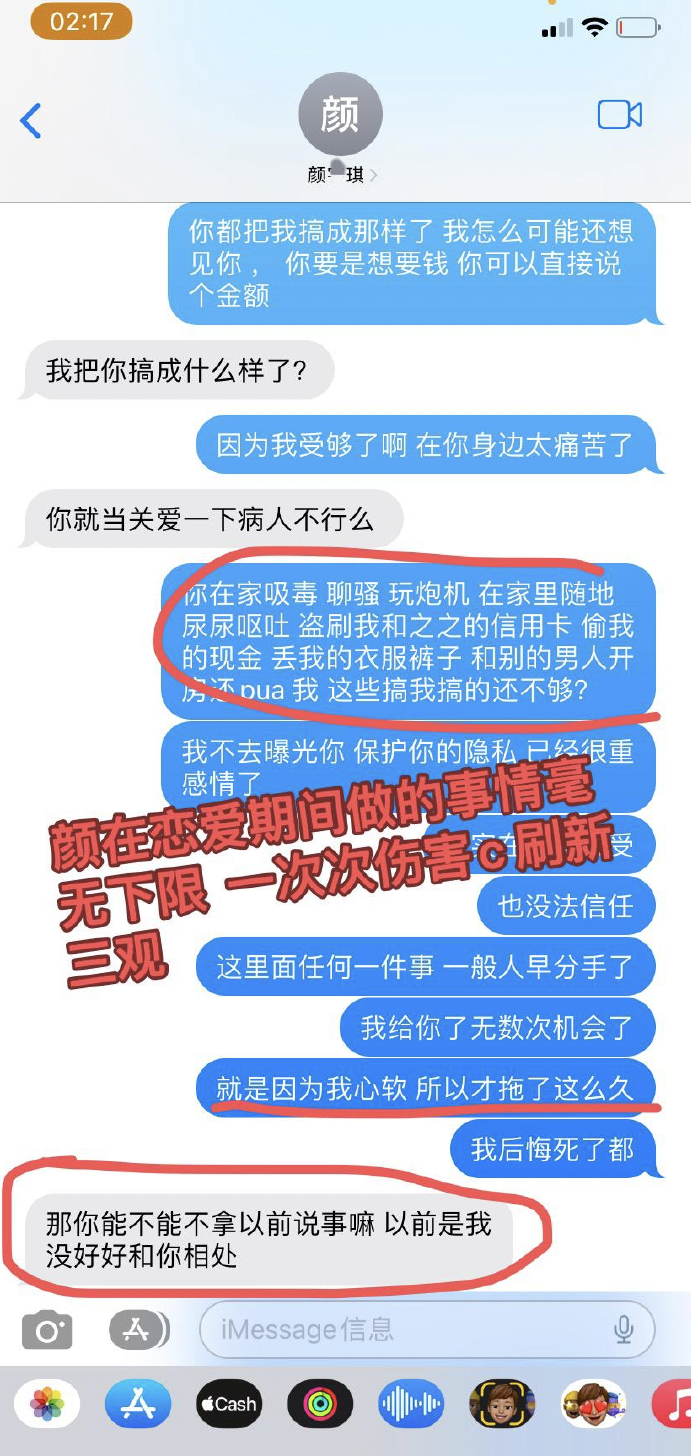 02:17
颜
颜 琪
你都把我搞成那样了 我怎么可能还想
见你 ， 你要是想要钱 你可以直接说
个金额
我把你搞成什么样了?
因为我受够了啊 在你身边太痛苦了
你就当关爱一下病人不行么
你在家吸毒 聊骚 玩炮机 在家里随地
尿尿呕吐 盗刷我和之之的信用卡 偷我
的现金 丢我的衣服裤子 和别的男人开
房还pua 我 这些搞我搞的还不够?
我不去曝光你 保护你的隐私 已经很重
感情了
颜在恋爱期间做的事情毫
无下限 一次次伤害c刷新
三观
实在 受
也没法信任
这里面任何一件事 一般人早分手了
我给你了无数次机会了
就是因为我心软 所以才拖了这么久
我后悔死了都
那你能不能不拿以前说事嘛 以前是我
没好好和你相处
iMessage信息
Cash